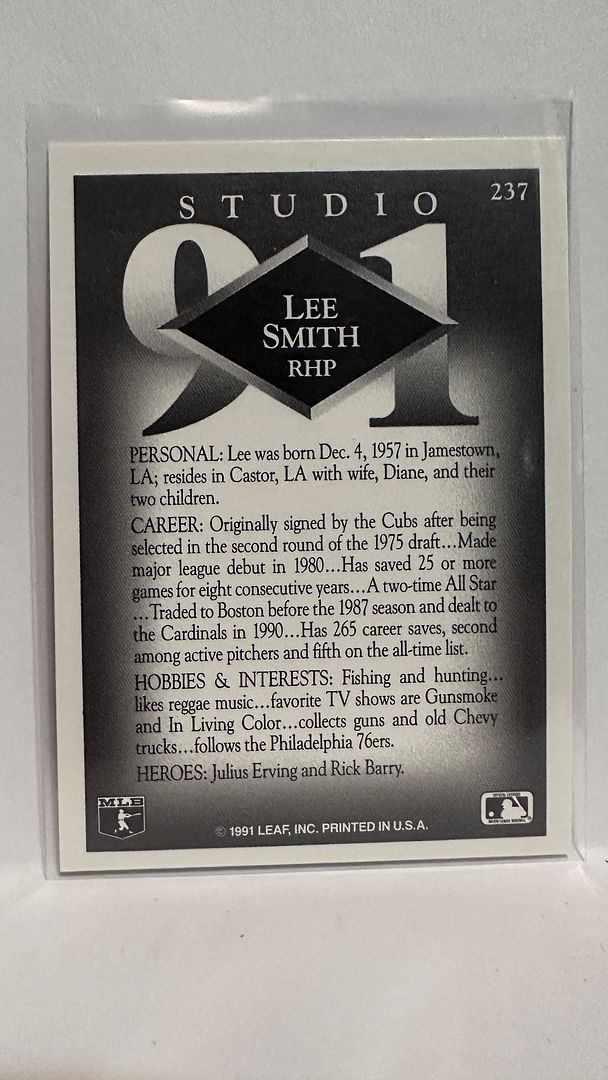 STUDIO
237
91
LEE
SMITH
RHP
PERSONAL: Lee was born Dec. 4, 1957 in Jamestown,
LA; resides in Castor, LA with wife, Diane, and their
two children.
CAREER: Originally signed by the Cubs after being
selected in the second round of the 1975 draft...Made
major league debut in 1980...Has saved 25 or more
games for eight consecutive years...A two-time All Star
...Traded to Boston before the 1987 season and dealt to
the Cardinals in 1990...Has 265 career saves, second
among active pitchers and fifth on the all-time list.
HOBBIES & INTERESTS: Fishing and hunting...
likes reggae music...favorite TV shows are Gunsmoke
and In Living Color...collects guns and old Chevy
trucks...follows the Philadelphia 76ers.
HEROES: Julius Erving and Rick Barry.
MLB
© 1991 LEAF, INC. PRINTED IN U.S.A.